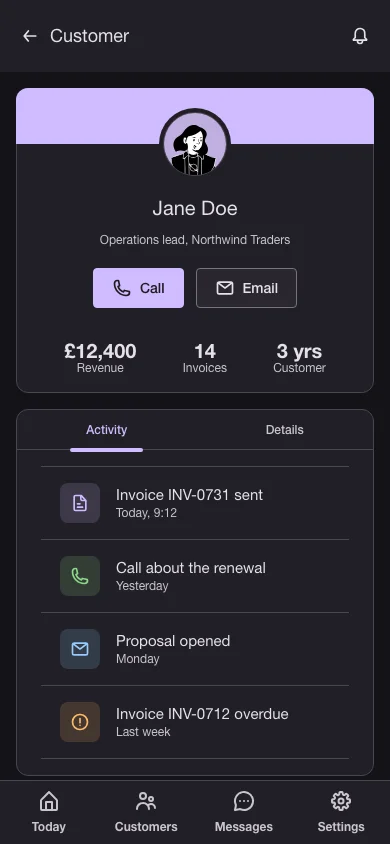 Customer
Jane Doe
Operations lead, Northwind Traders
Call
Email
£12,400
14
3 yrs
Revenue
Invoices
Customer
Activity
Details
Invoice INV-0731 sent
Today, 9:12
Call about the renewal
Yesterday
Proposal opened
Monday
Invoice INV-0712 overdue
Last week
Today
Customers
Messages
Settings